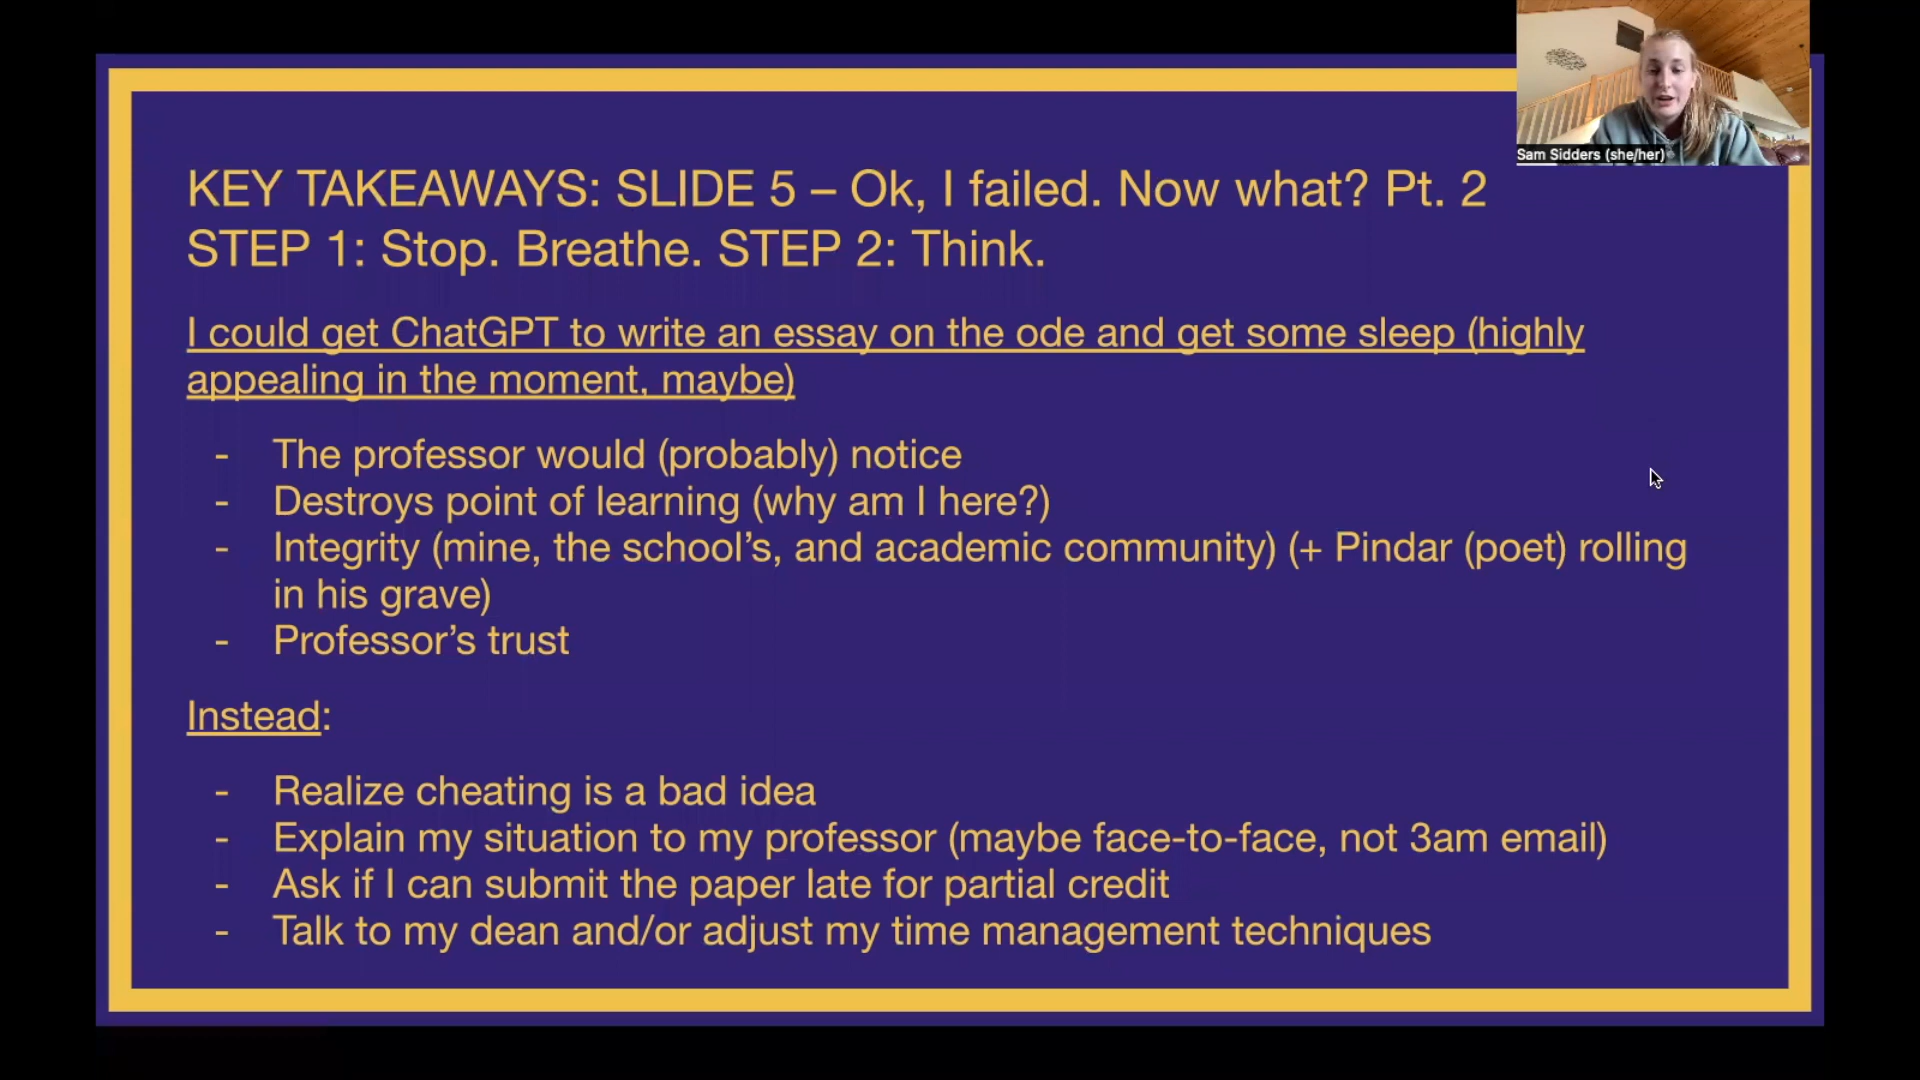 Sam Sidders (she/her)
KEY TAKEAWAYS: SLIDE 5 – Ok, I failed. Now what? Pt. 2
STEP 1: Stop. Breathe. STEP 2: Think.
I could get ChatGPT to write an essay on the ode and get some sleep (highly
appealing in the moment, maybe)
- The professor would (probably) notice
- Destroys point of learning (why am I here?)
- Integrity (mine, the school’s, and academic community) (+ Pindar (poet) rolling
in his grave)
- Professor’s trust
Instead:
- Realize cheating is a bad idea
- Explain my situation to my professor (maybe face-to-face, not 3am email)
- Ask if I can submit the paper late for partial credit
- Talk to my dean and/or adjust my time management techniques